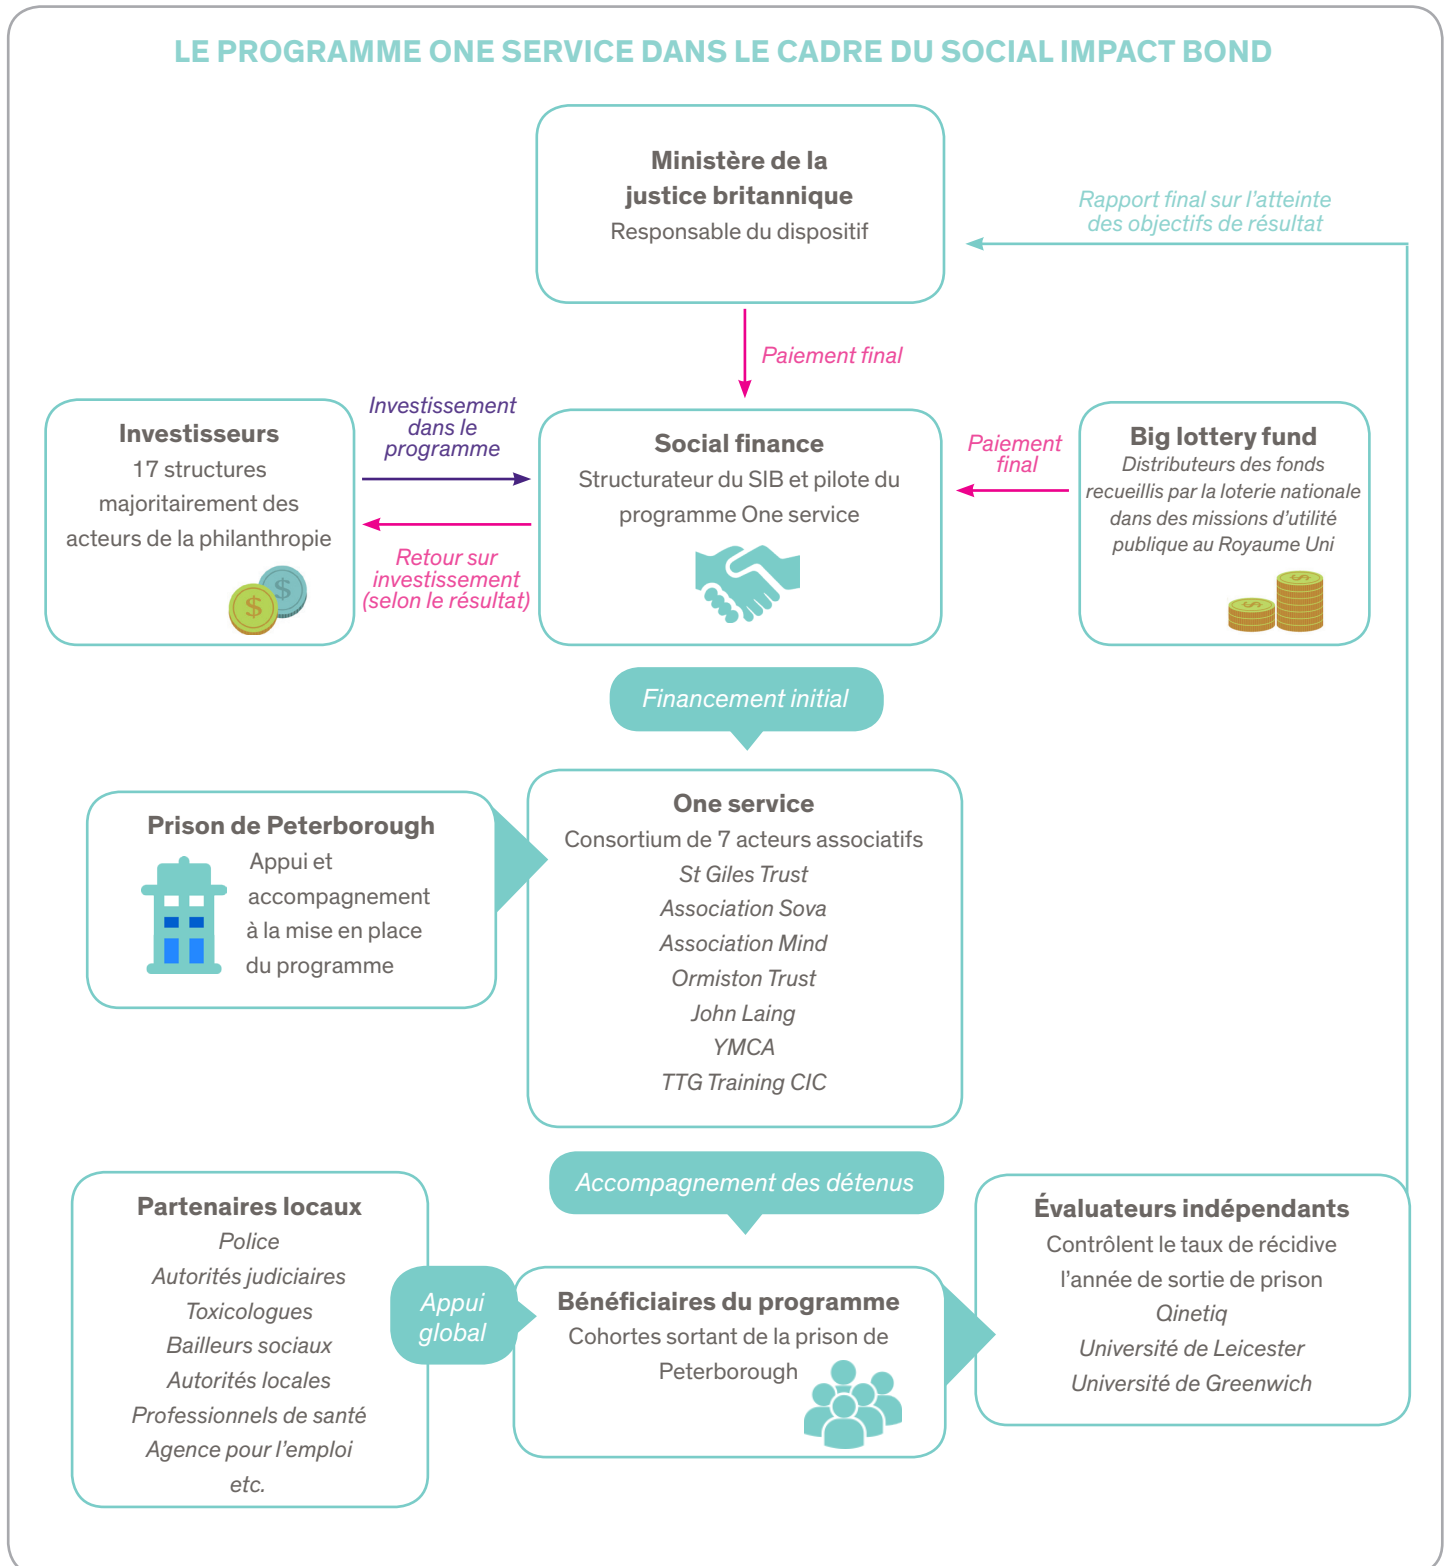 LE PROGRAMME ONE SERVICE DANS LE CADRE DU SOCIAL IMPACT BOND
Ministère de la
justice britannique
Responsable du dispositif
Rapport final sur l'atteinte
des objectifs de résultat
Paiement final
Investisseurs
17 structures
majoritairement des
acteurs de la philanthropie
$
$
Investissement
dans le
programme
Retour sur
investissement
(selon le résultat)
Social finance
Structurateur du SIB et pilote du
programme One service
Paiement
final
Big lottery fund
Distributeurs des fonds
recueillis par la loterie nationale
dans des missions d'utilité
publique au Royaume Uni
$
$
Financement initial
Prison de Peterborough
Appui et
accompagnement
à la mise en place
du programme
One service
Consortium de 7 acteurs associatifs
St Giles Trust
Association Sova
Association Mind
Ormiston Trust
John Laing
YMCA
TTG Training CIC
Accompagnement des détenus
Partenaires locaux
Police
Autorités judiciaires
Toxicologues
Bailleurs sociaux
Autorités locales
Professionnels de santé
Agence pour l'emploi
etc.
Appui
global
Bénéficiaires du programme
Cohortes sortant de la prison de
Peterborough
Évaluateurs indépendants
Contrôlent le taux de récidive
l'année de sortie de prison
Qinetiq
Université de Leicester
Université de Greenwich